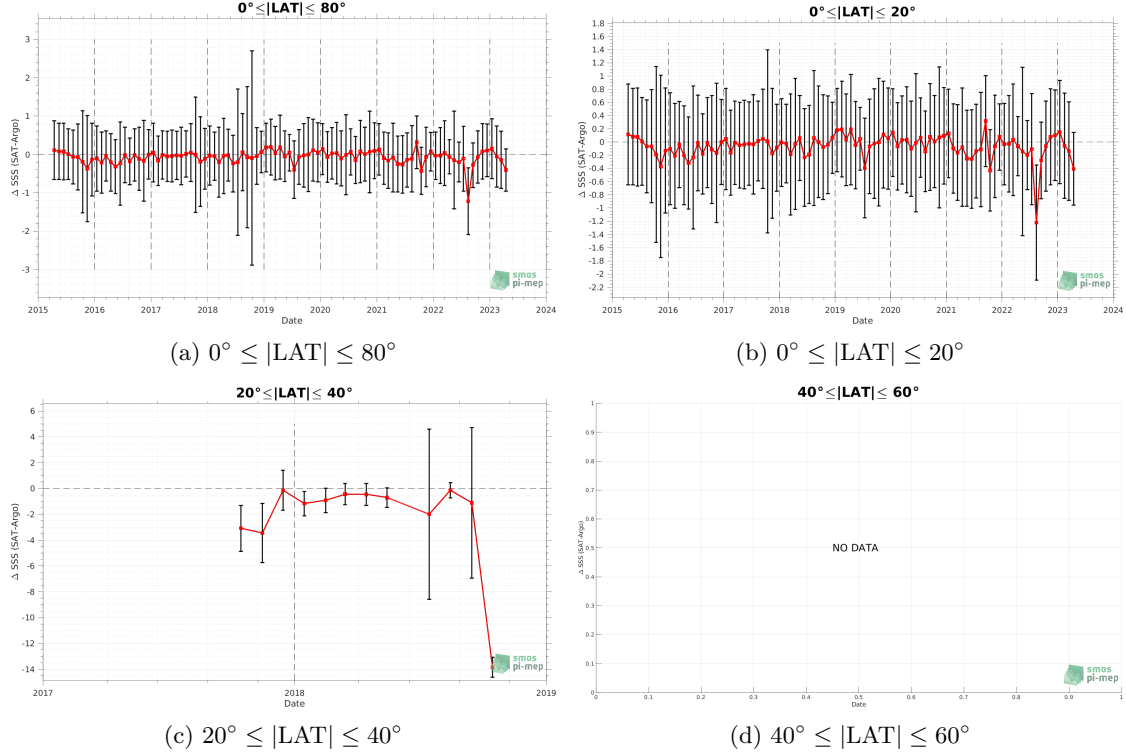 0°≤|LAT|≤ 80°
3
2
1
0
-1
-2
-3
Δ SSS (SAT-Argo)
2015 2016 2017 2018 2019 2020 2021 2022 2023 2024
Date
smos
pi-mep
(a) 0° ≤ |LAT| ≤ 80°
0°≤|LAT|≤ 20°
1.8
1.6
1.4
1.2
1
0.8
0.6
0.4
0.2
0
-0.2
-0.4
-0.6
-0.8
-1
-1.2
-1.4
-1.6
-1.8
-2
-2.2
Δ SSS (SAT-Argo)
2015 2016 2017 2018 2019 2020 2021 2022 2023 2024
Date
smos
pi-mep
(b) 0° ≤ |LAT| ≤ 20°
20°≤|LAT|≤ 40°
6
4
2
0
-2
-4
-6
-8
-10
-12
-14
Δ SSS (SAT-Argo)
2017 2018 2019
Date
smos
pi-mep
(c) 20° ≤ |LAT| ≤ 40°
40°≤|LAT|≤ 60°
1
0.9
0.8
0.7
0.6
0.5
0.4
0.3
0.2
0.1
0
Δ SSS (SAT-Argo)
NO DATA
0 0.1 0.2 0.3 0.4 0.5 0.6 0.7 0.8 0.9 1
Date
smos
pi-mep
(d) 40° ≤ |LAT| ≤ 60°